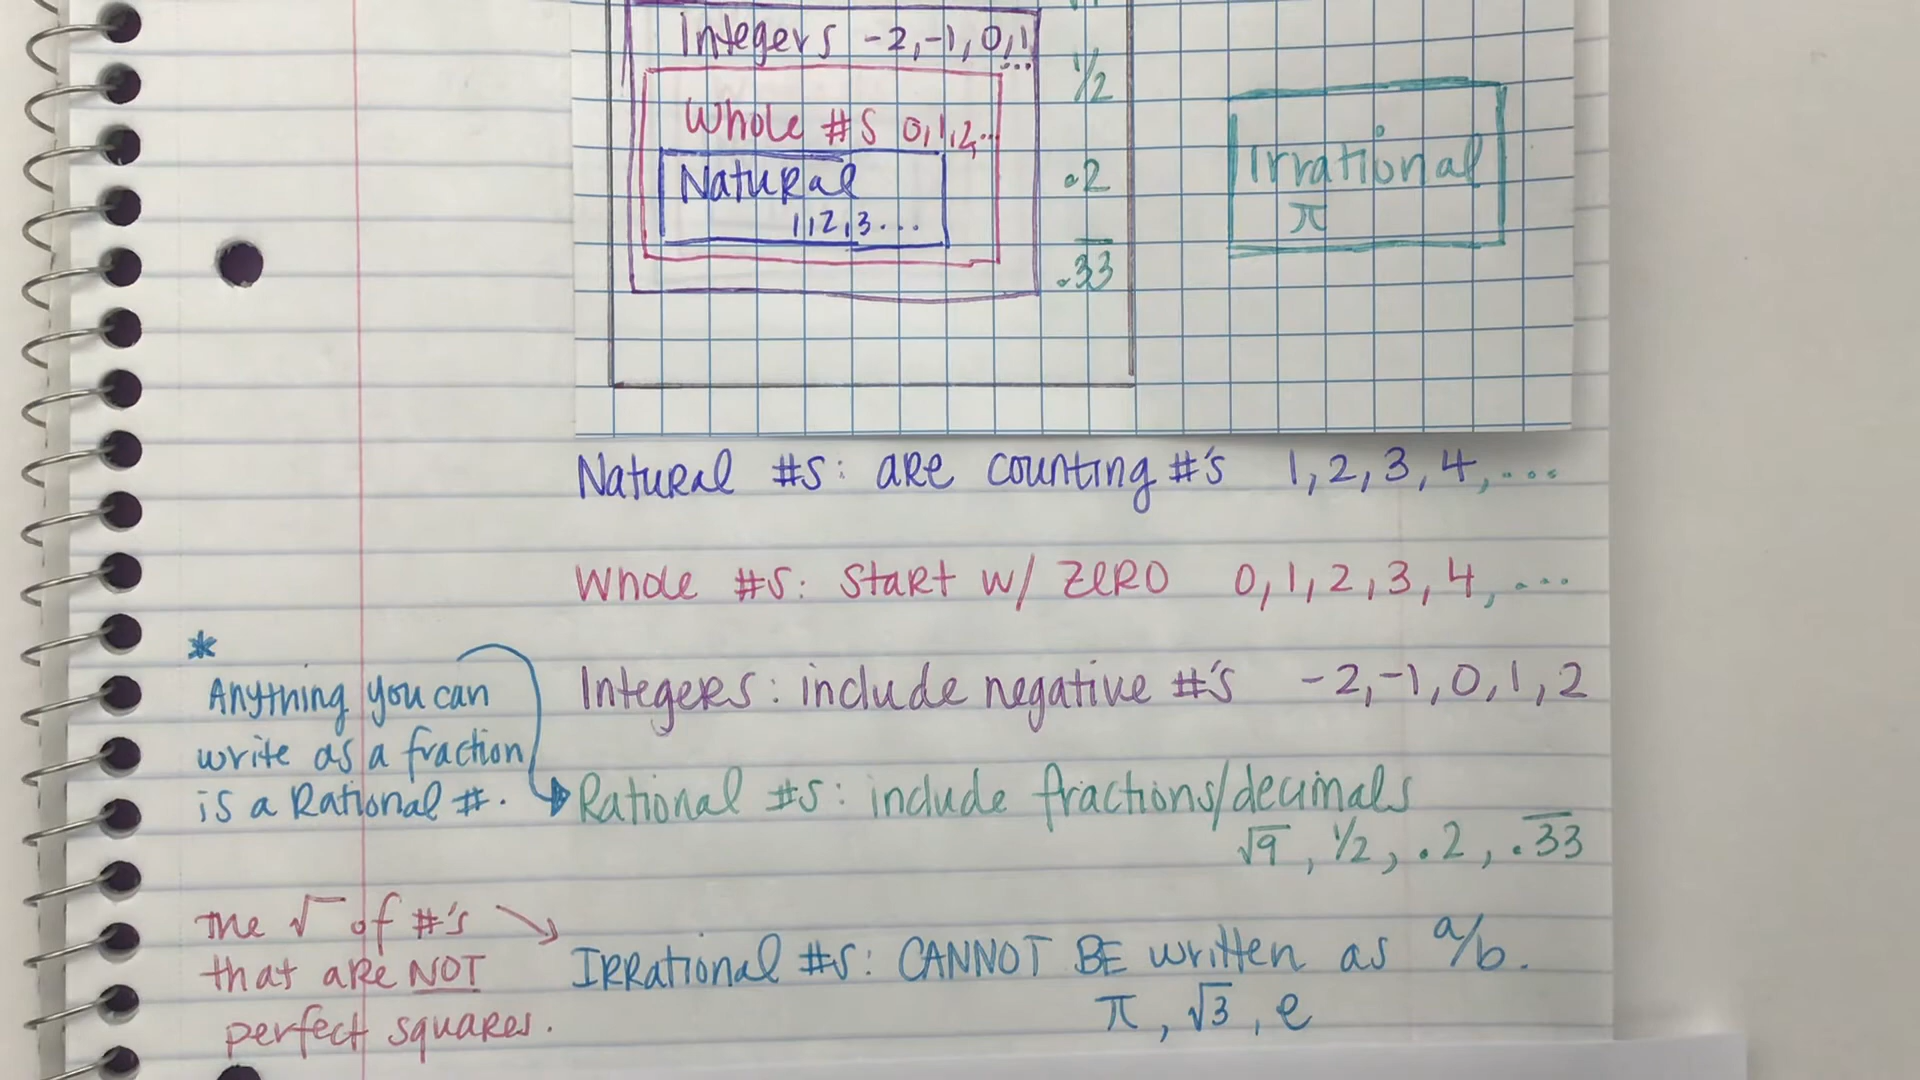 Integers -2,-1,0,1
...
1/2
Whole #s 0,1,2...
Natural
.2
1,2,3...
.33
Irrational
π
Natural #s: are counting #'s 1,2,3,4,...
Whole #s: Start w/ ZERO 0,1,2,3,4,...
*
Anything you can
write as a fraction
is a Rational #.
Integers: include negative #'s -2,-1,0,1,2
Rational #s: include fractions/decimals
√9, 1/2, .2, .3̅3̅
the √ of #'s
that are NOT
perfect squares.
Irrational #s: CANNOT BE written as a/b.
π, √3, e